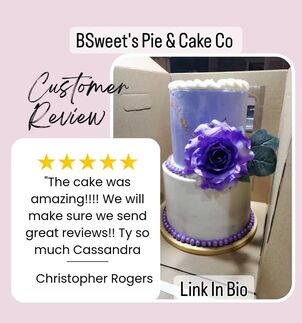 BSweet's Pie & Cake Co
Customer
Review
"The cake was
amazing!!!! We will
make sure we send
great reviews!! Ty so
much Cassandra
Christopher Rogers
Link In Bio